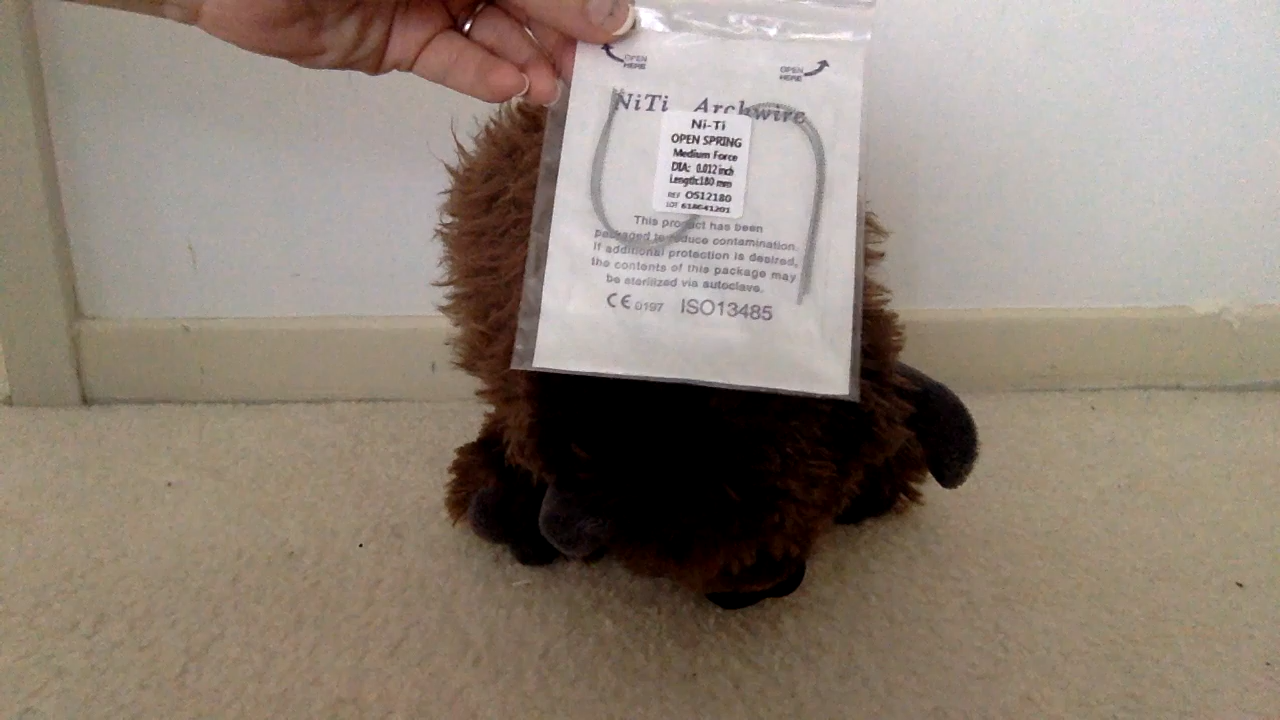 OPEN
HERE
OPEN
HERE
NiTi Archwire
Ni-Ti
OPEN SPRING
Medium Force
DIA: 0.012 inch
Length:180 mm
REF OS12180
LOT 618641201
This product has been
packaged to reduce contamination.
If additional protection is desired,
the contents of this package may
be sterilized via autoclave.
CE 0197 ISO13485